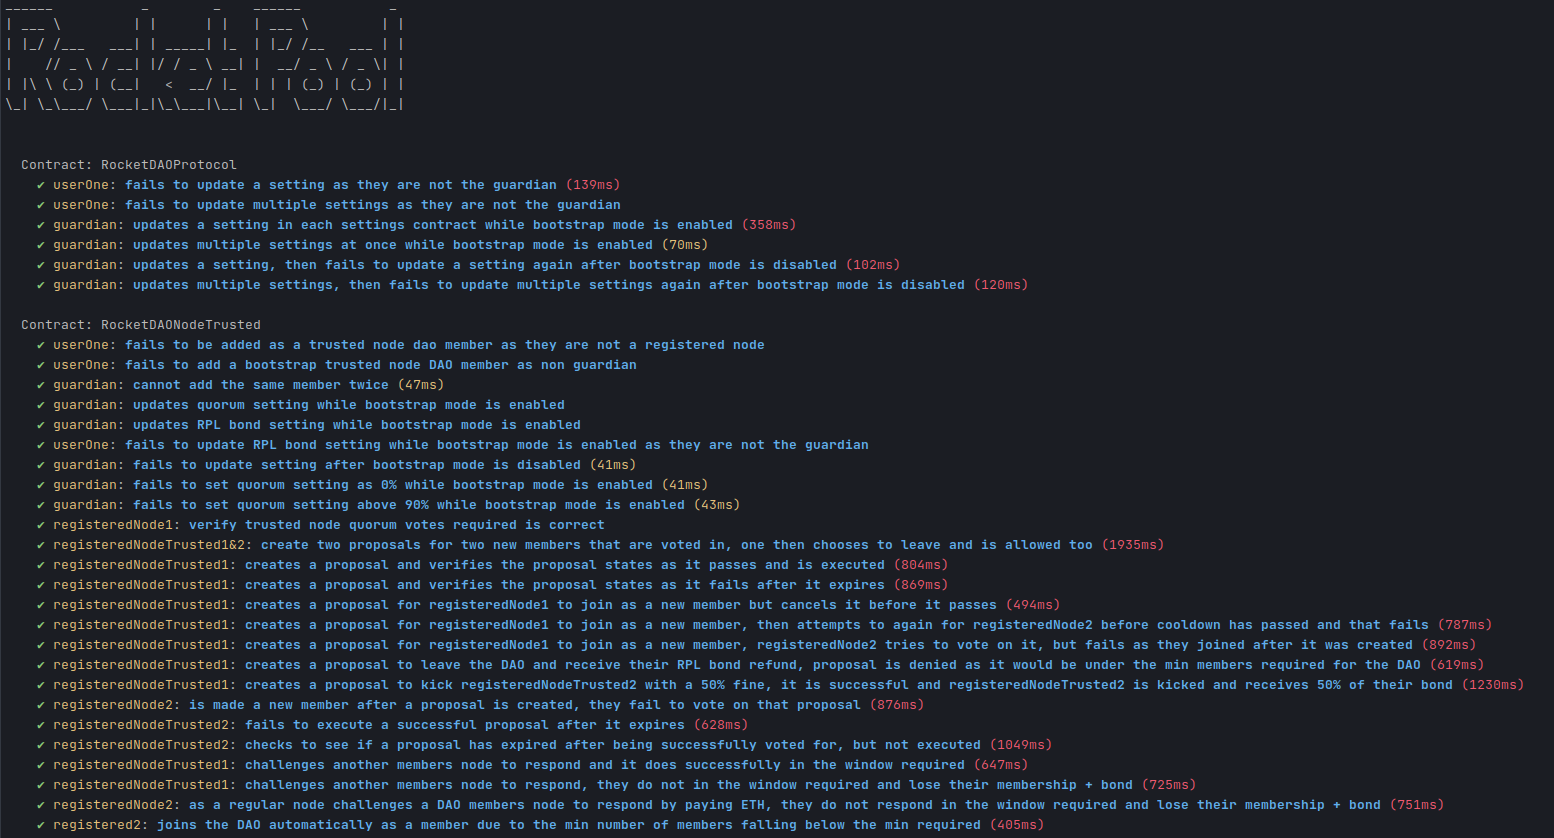 ______           _        _    ______           _
| ___ \         | |      | |   | ___ \         | |
| |_/ /___   ___| | _____| |_  | |_/ /__   ___ | |
|    // _ \ / __| |/ / _ \ __| |  __/ _ \ / _ \| |
| |\ \ (_) | (__|   <  __/ |_  | | | (_) | (_) | |
\_| \_\___/ \___|_|\_\___|\__| \_|  \___/ \___/|_|
Contract: RocketDAOProtocol
✔ userOne: fails to update a setting as they are not the guardian (139ms)
✔ userOne: fails to update multiple settings as they are not the guardian
✔ guardian: updates a setting in each settings contract while bootstrap mode is enabled (358ms)
✔ guardian: updates multiple settings at once while bootstrap mode is enabled (70ms)
✔ guardian: updates a setting, then fails to update a setting again after bootstrap mode is disabled (102ms)
✔ guardian: updates multiple settings, then fails to update multiple settings again after bootstrap mode is disabled (120ms)
Contract: RocketDAONodeTrusted
✔ userOne: fails to be added as a trusted node dao member as they are not a registered node
✔ userOne: fails to add a bootstrap trusted node DAO member as non guardian
✔ guardian: cannot add the same member twice (47ms)
✔ guardian: updates quorum setting while bootstrap mode is enabled
✔ guardian: updates RPL bond setting while bootstrap mode is enabled
✔ userOne: fails to update RPL bond setting while bootstrap mode is enabled as they are not the guardian
✔ guardian: fails to update setting after bootstrap mode is disabled (41ms)
✔ guardian: fails to set quorum setting as 0% while bootstrap mode is enabled (41ms)
✔ guardian: fails to set quorum setting above 90% while bootstrap mode is enabled (43ms)
✔ registeredNode1: verify trusted node quorum votes required is correct
✔ registeredNodeTrusted1&2: create two proposals for two new members that are voted in, one then chooses to leave and is allowed too (1935ms)
✔ registeredNodeTrusted1: creates a proposal and verifies the proposal states as it passes and is executed (804ms)
✔ registeredNodeTrusted1: creates a proposal and verifies the proposal states as it fails after it expires (869ms)
✔ registeredNodeTrusted1: creates a proposal for registeredNode1 to join as a new member but cancels it before it passes (494ms)
✔ registeredNodeTrusted1: creates a proposal for registeredNode1 to join as a new member, then attempts to again for registeredNode2 before cooldown has passed and that fails (787ms)
✔ registeredNodeTrusted1: creates a proposal for registeredNode1 to join as a new member, registeredNode2 tries to vote on it, but fails as they joined after it was created (892ms)
✔ registeredNodeTrusted1: creates a proposal to leave the DAO and receive their RPL bond refund, proposal is denied as it would be under the min members required for the DAO (619ms)
✔ registeredNodeTrusted1: creates a proposal to kick registeredNodeTrusted2 with a 50% fine, it is successful and registeredNodeTrusted2 is kicked and receives 50% of their bond (1230ms)
✔ registeredNode2: is made a new member after a proposal is created, they fail to vote on that proposal (876ms)
✔ registeredNodeTrusted2: fails to execute a successful proposal after it expires (628ms)
✔ registeredNodeTrusted2: checks to see if a proposal has expired after being successfully voted for, but not executed (1049ms)
✔ registeredNodeTrusted1: challenges another members node to respond and it does successfully in the window required (647ms)
✔ registeredNodeTrusted1: challenges another members node to respond, they do not in the window required and lose their membership + bond (725ms)
✔ registeredNode2: as a regular node challenges a DAO members node to respond by paying ETH, they do not respond in the window required and lose their membership + bond (751ms)
✔ registered2: joins the DAO automatically as a member due to the min number of members falling below the min required (405ms)